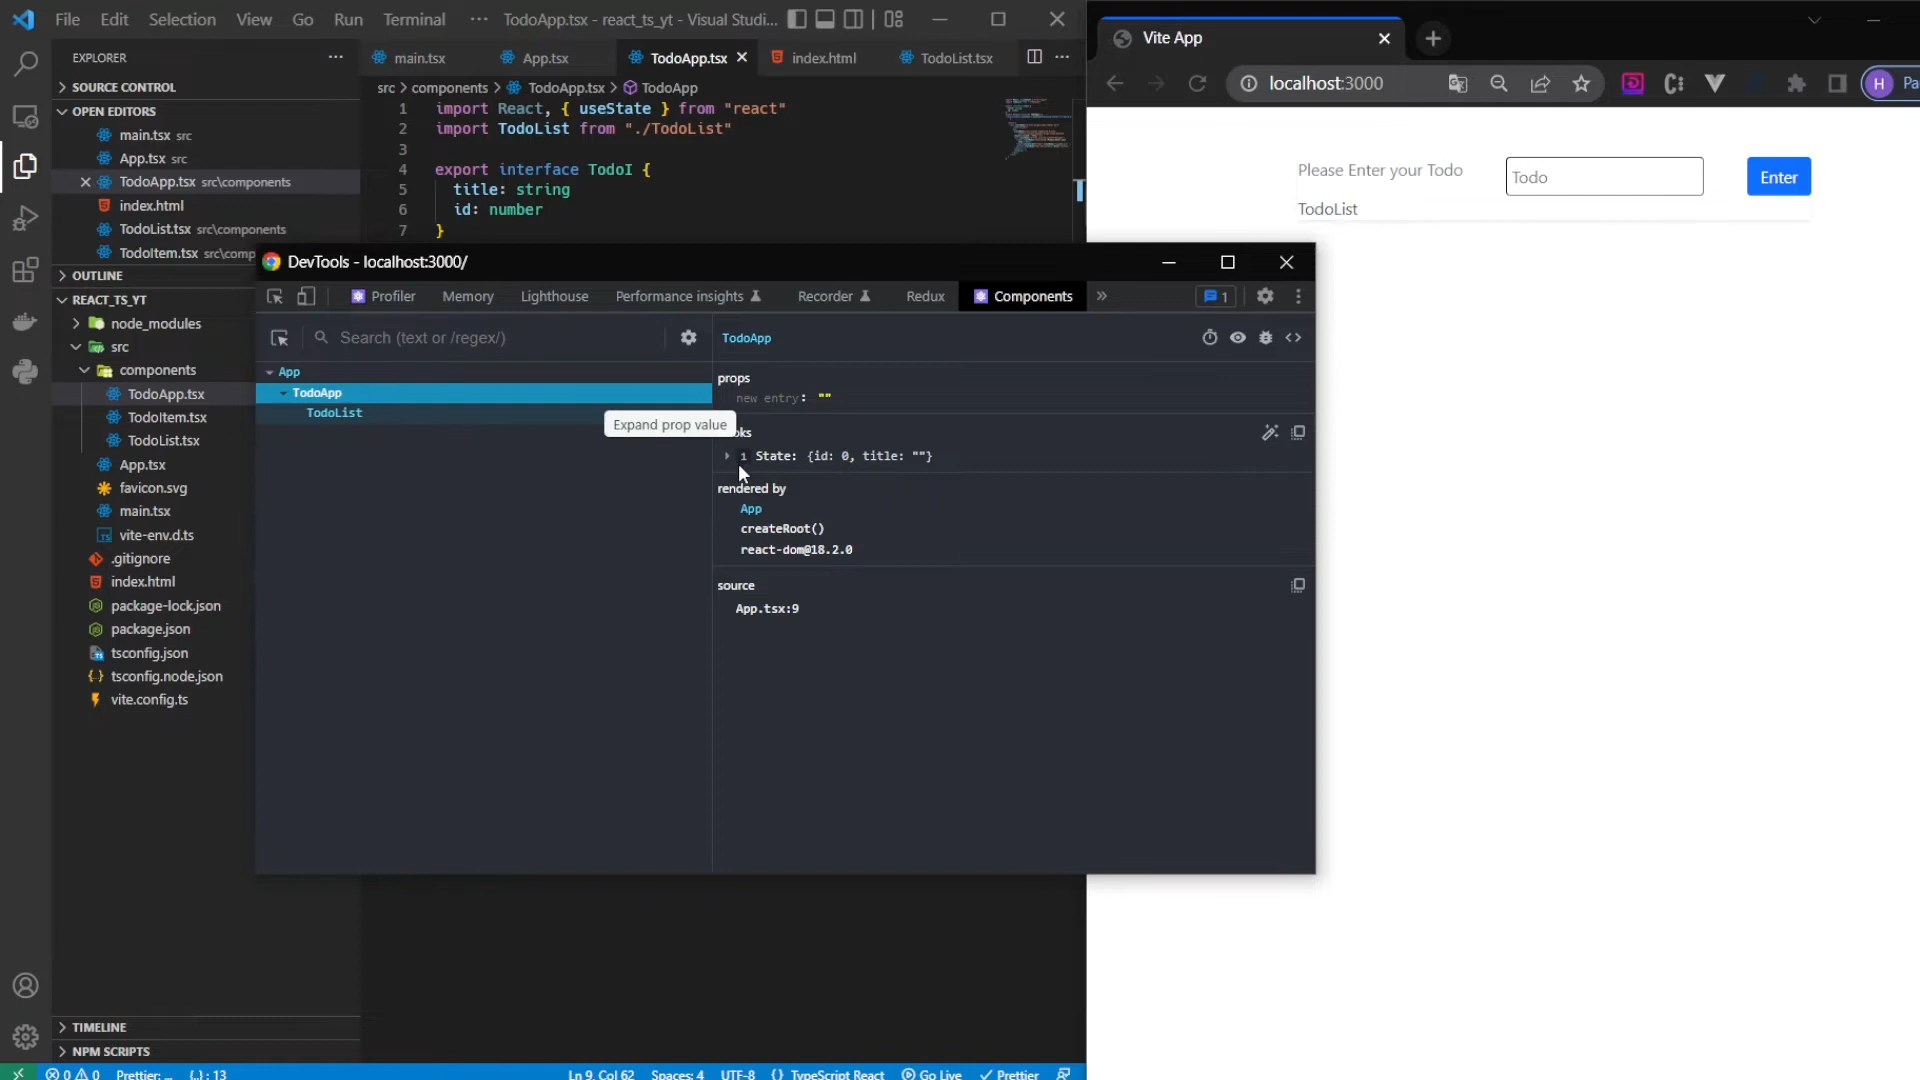 File Edit Selection View Go Run Terminal ··· TodoApp.tsx - react_ts_yt - Visual Studi...
EXPLORER ···
SOURCE CONTROL
OPEN EDITORS
main.tsx src
App.tsx src
TodoApp.tsx src\components
index.html
TodoList.tsx src\components
TodoItem.tsx src\comp
OUTLINE
REACT_TS_YT
node_modules
src
components
TodoApp.tsx
TodoItem.tsx
TodoList.tsx
App.tsx
favicon.svg
main.tsx
vite-env.d.ts
.gitignore
index.html
package-lock.json
package.json
tsconfig.json
tsconfig.node.json
vite.config.ts
TIMELINE
NPM SCRIPTS
main.tsx App.tsx TodoApp.tsx index.html TodoList.tsx ···
src > components > TodoApp.tsx > TodoApp
1 import React, { useState } from "react"
2 import TodoList from "./TodoList"
3
4 export interface TodoI {
5 title: string
6 id: number
7 }
DevTools - localhost:3000/
Profiler Memory Lighthouse Performance insights Recorder Redux Components » 1
Search (text or /regex/)
App
TodoApp
TodoList
TodoApp
props
new entry: ""
Expand prop value
oks
1 State: {id: 0, title: ""}
rendered by
App
createRoot()
react-dom@18.2.0
source
App.tsx:9
0 0 Prettier: ... {..} : 13 Ln 9, Col 62 Spaces: 4 UTF-8 {} TypeScript React Go Live Prettier
Vite App
localhost:3000 H Pa
Please Enter your Todo Todo Enter
TodoList